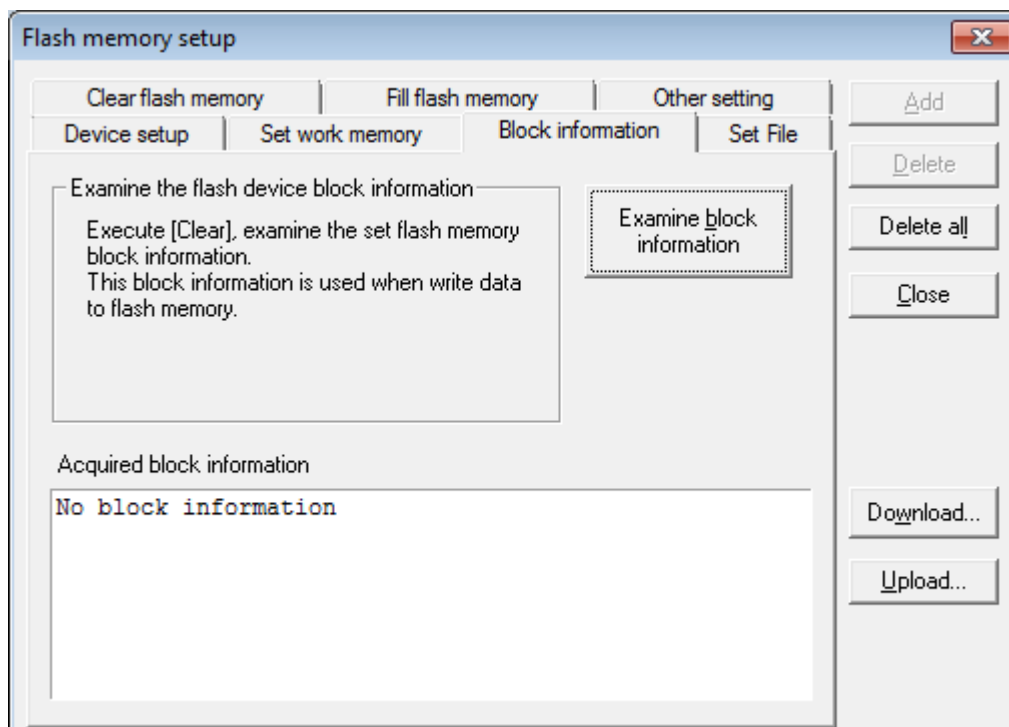 Flash memory setup
Clear flash memory
Fill flash memory
Other setting
Device setup
Set work memory
Block information
Set File
Add
Delete
Delete all
Close
Examine the flash device block information
Execute [Clear], examine the set flash memory
block information.
This block information is used when write data
to flash memory.
Examine block
information
Acquired block information
No block information
Download...
Upload...